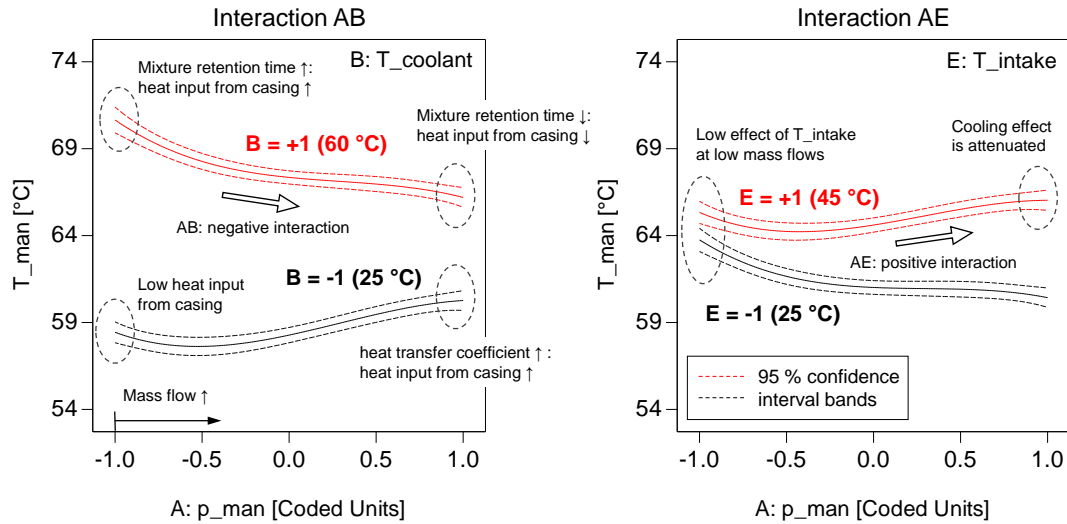 Interaction AB
T_man [°C]
74
69
64
59
54
B: T_coolant
Mixture retention time ↑:
heat input from casing ↑
Mixture retention time ↓:
heat input from casing ↓
B = +1 (60 °C)
AB: negative interaction
Low heat input
from casing
B = -1 (25 °C)
heat transfer coefficient ↑ :
heat input from casing ↑
Mass flow ↑
-1.0
-0.5
0.0
0.5
1.0
A: p_man [Coded Units]
Interaction AE
T_man [°C]
74
69
64
59
54
E: T_intake
Low effect of T_intake
at low mass flows
Cooling effect
is attenuated
E = +1 (45 °C)
AE: positive interaction
E = -1 (25 °C)
95 % confidence
interval bands
-1.0
-0.5
0.0
0.5
1.0
A: p_man [Coded Units]